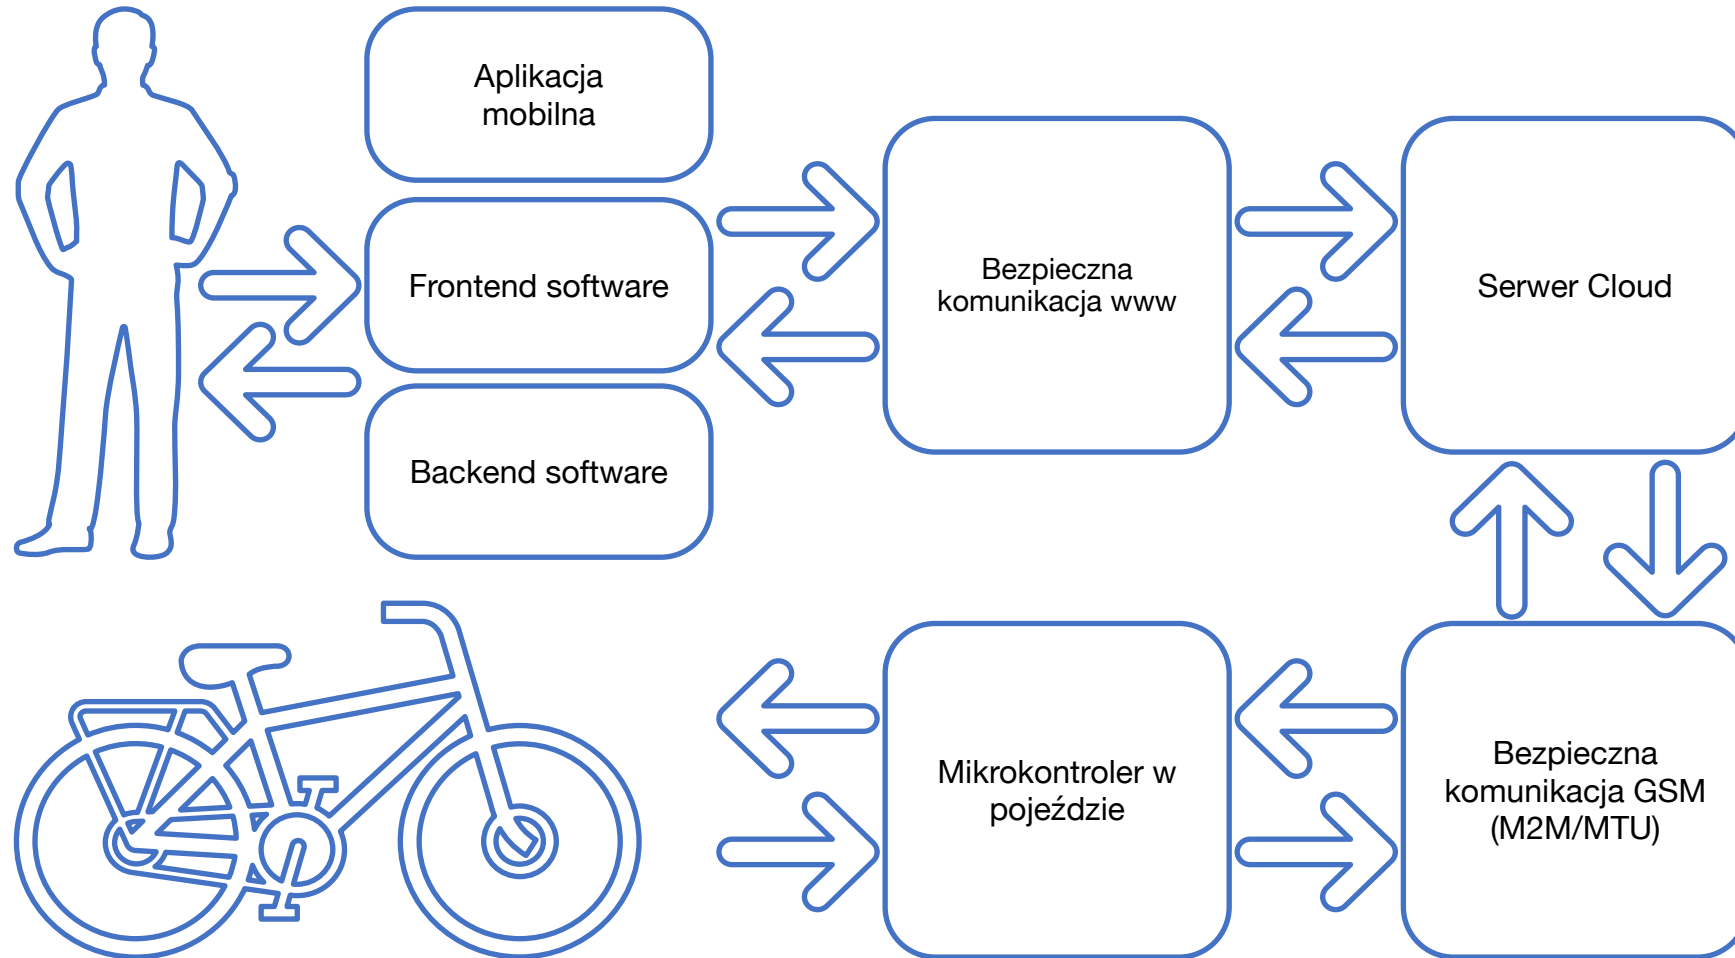 Aplikacja
mobilna
Frontend software
Backend software
Bezpieczna
komunikacja www
Serwer Cloud
Mikrokontroler w
pojeździe
Bezpieczna
komunikacja GSM
(M2M/MTU)